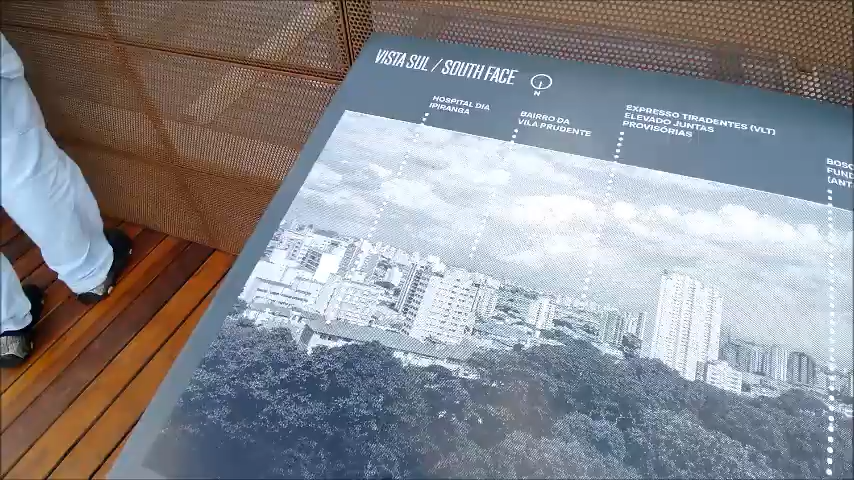 VISTA SUL / SOUTH FACE
N
HOSPITAL DIA
IPIRANGA
BAIRRO DA
VILA PRUDENTE
EXPRESSO TIRADENTES (VLT)
ELEVADO JUNTAS
PROVISÓRIAS
BOSQ
FUND
(ANT